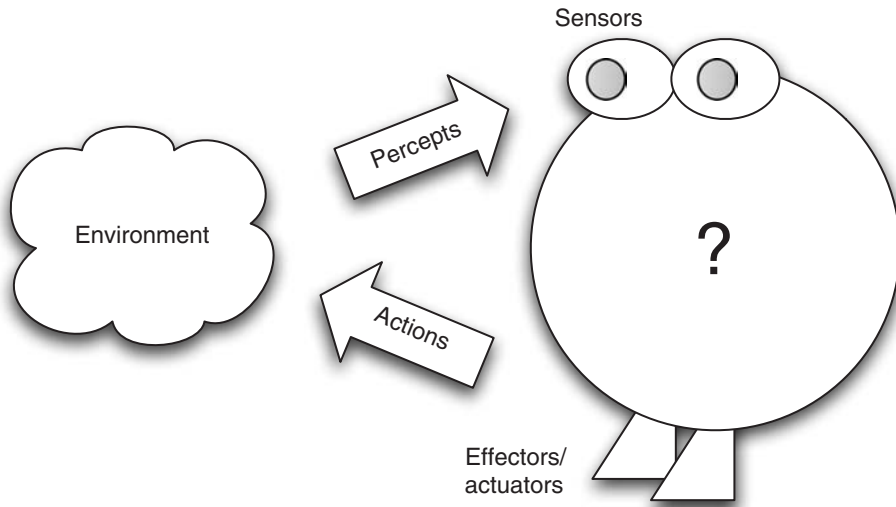 Sensors
Percepts
Environment
?
Actions
Effectors/
actuators